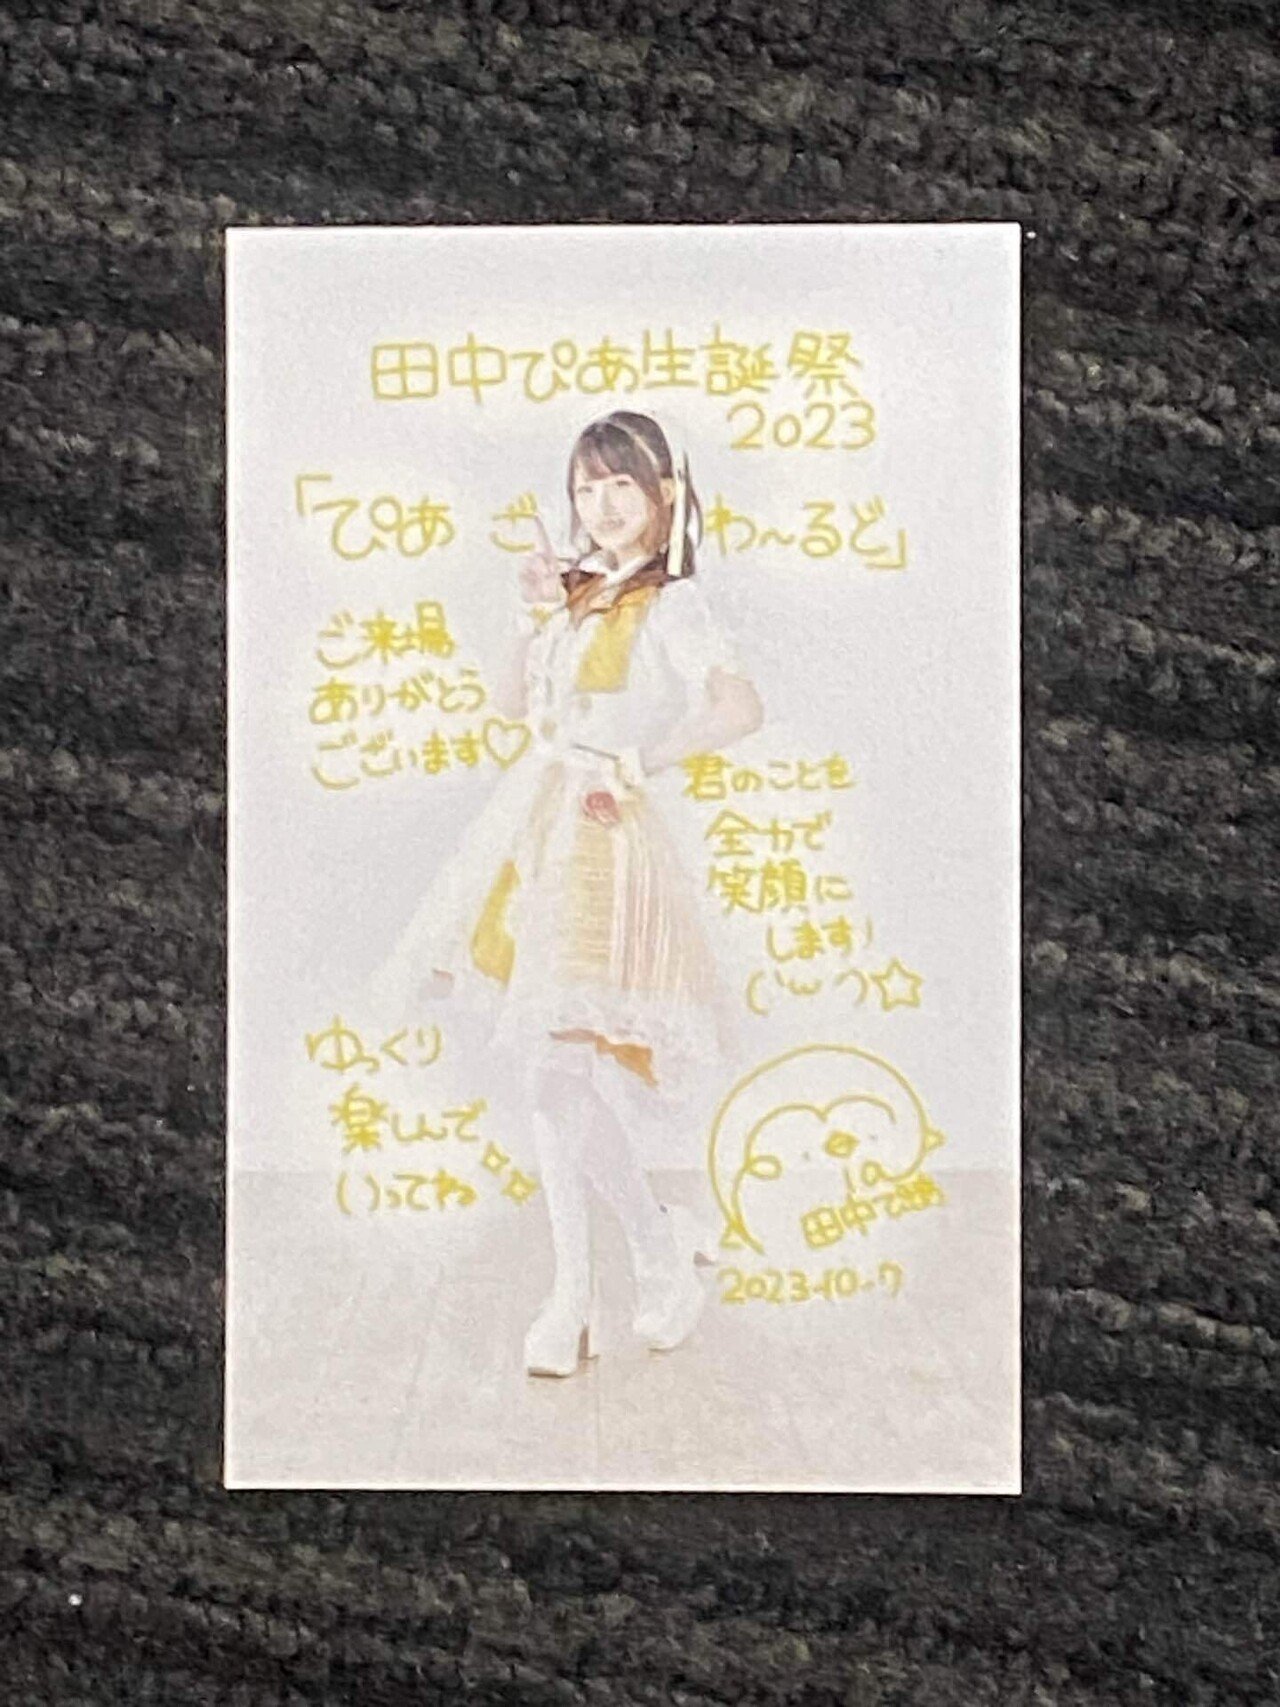 田中ぴあ生誕祭
2023
「ぴあ ざ わ〜るど」
ご来場
ありがとう
ございます♡
君のことを
全力で
笑顔に
します!
('ω')☆
ゆっくり
楽しんで
いってね
ia
田中ぴあ
2023-10-7